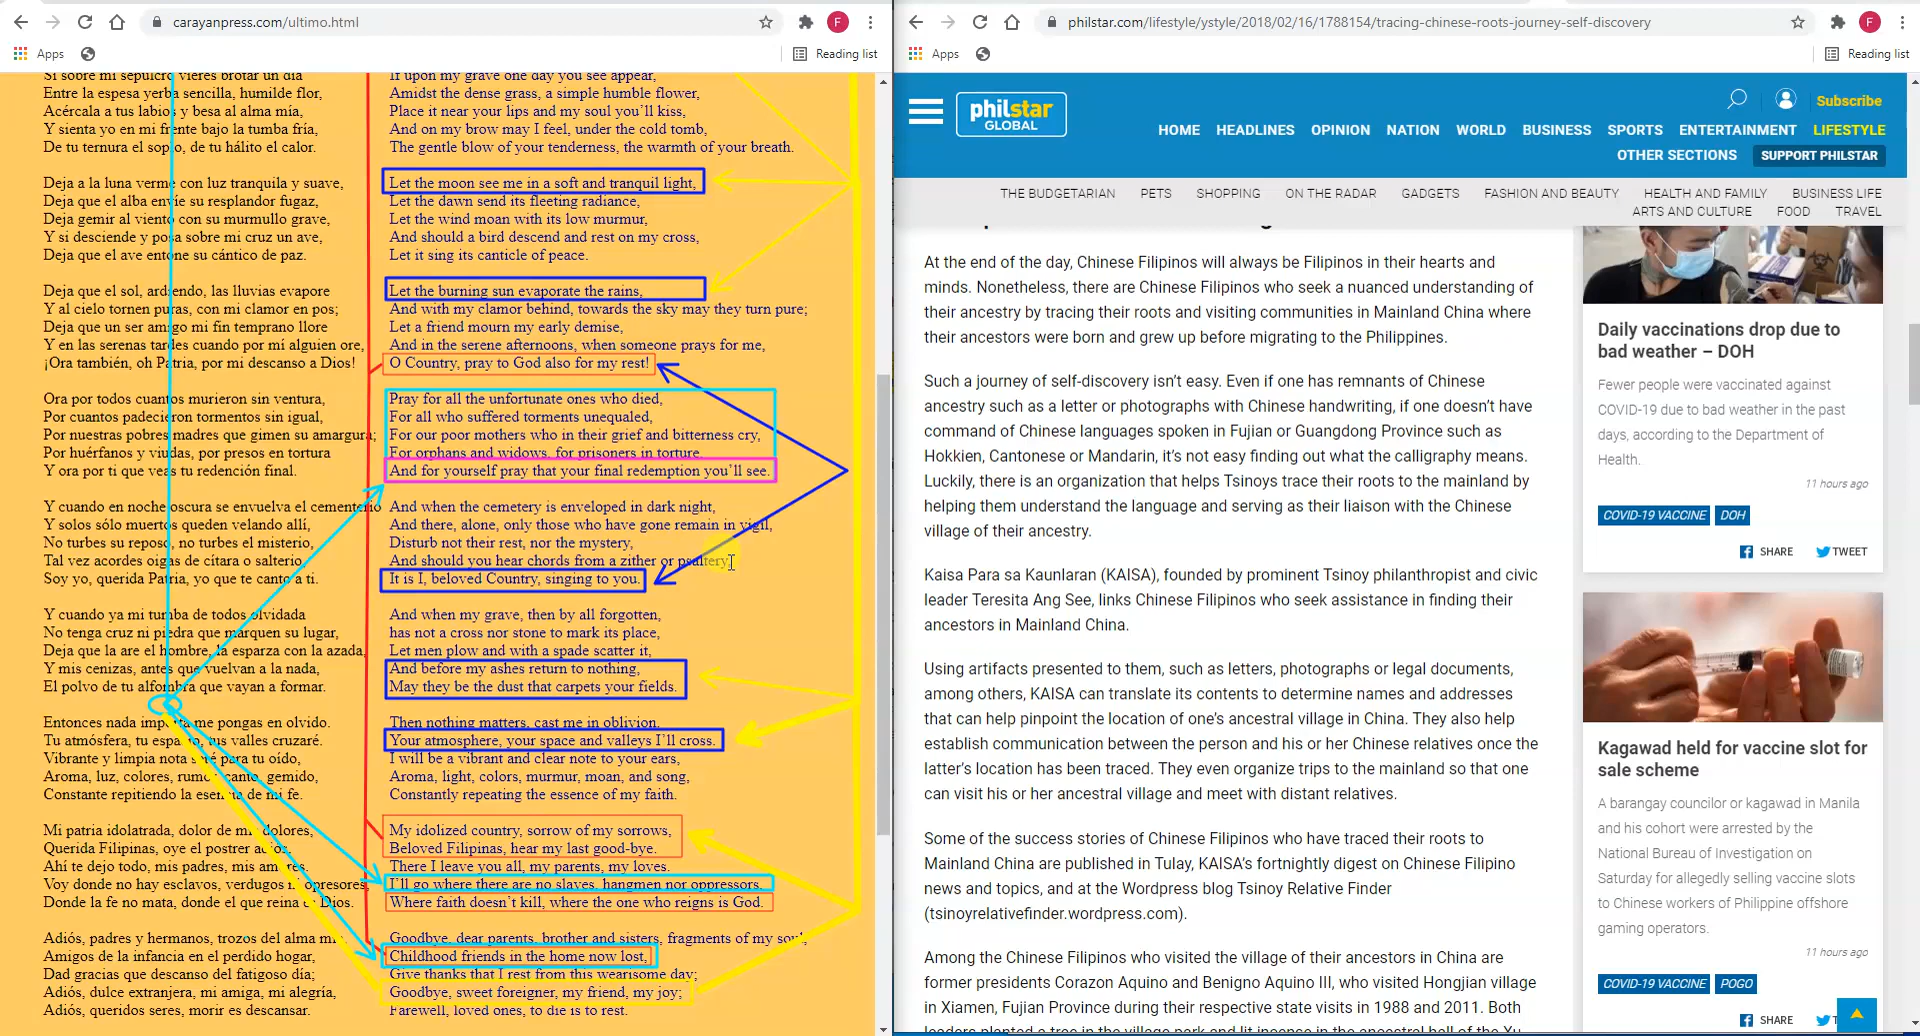 carayanpress.com/ultimo.html
F
Apps
Reading list
Si sobre mi sepulcro vieres brotar un día
Entre la espesa yerba sencilla, humilde flor,
Acércala a tus labios y besa al alma mía,
Y sienta yo en mi frente bajo la tumba fría,
De tu ternura el soplo, de tu hálito el calor.
Deja a la luna verme con luz tranquila y suave,
Deja que el alba envíe su resplandor fugaz,
Deja gemir al viento con su murmullo grave,
Y si desciende y posa sobre mi cruz un ave,
Deja que el ave entone su cántico de paz.
Deja que el sol, ardiendo, las lluvias evapore
Y al cielo tornen puras, con mi clamor en pos;
Deja que un ser amigo mi fin temprano llore
Y en las serenas tardes cuando por mí alguien ore,
¡Ora también, oh Patria, por mi descanso a Dios!
Ora por todos cuantos murieron sin ventura,
Por cuantos padecieron tormentos sin igual,
Por nuestras pobres madres que gimen su amargura;
Por huérfanos y viudas, por presos en tortura
Y ora por ti que veas tu redención final.
Y cuando en noche oscura se envuelva el cementerio
Y solos sólo muertos queden velando allí,
No turbes su reposo, no turbes el misterio,
Tal vez acordes oigas de cítara o salterio,
Soy yo, querida Patria, yo que te canto a ti.
Y cuando ya mi tumba de todos olvidada
No tenga cruz ni piedra que marquen su lugar,
Deja que la are el hombre, la esparza con la azada,
Y mis cenizas, antes que vuelvan a la nada,
El polvo de tu alfombra que vayan a formar.
Entonces nada importa me pongas en olvido.
Tu atmósfera, tu espacio, tus valles cruzaré.
Vibrante y limpia nota seré para tu oído,
Aroma, luz, colores, rumor, canto, gemido,
Constante repitiendo la esencia de mi fe.
Mi patria idolatrada, dolor de mis dolores,
Querida Filipinas, oye el postrer adiós.
Ahí te dejo todo, mis padres, mis amores.
Voy donde no hay esclavos, verdugos ni opresores,
Donde la fe no mata, donde el que reina es Dios.
Adiós, padres y hermanos, trozos del alma mía,
Amigos de la infancia en el perdido hogar,
Dad gracias que descanso del fatigoso día;
Adiós, dulce extranjera, mi amiga, mi alegría,
Adiós, queridos seres, morir es descansar.
If upon my grave one day you see appear,
Amidst the dense grass, a simple humble flower,
Place it near your lips and my soul you'll kiss,
And on my brow may I feel, under the cold tomb,
The gentle blow of your tenderness, the warmth of your breath.
Let the moon see me in a soft and tranquil light,
Let the dawn send its fleeting radiance,
Let the wind moan with its low murmur,
And should a bird descend and rest on my cross,
Let it sing its canticle of peace.
Let the burning sun evaporate the rains,
And with my clamor behind, towards the sky may they turn pure;
Let a friend mourn my early demise,
And in the serene afternoons, when someone prays for me,
O Country, pray to God also for my rest!
Pray for all the unfortunate ones who died,
For all who suffered torments unequaled,
For our poor mothers who in their grief and bitterness cry,
For orphans and widows, for prisoners in torture,
And for yourself pray that your final redemption you'll see.
And when the cemetery is enveloped in dark night,
And there, alone, only those who have gone remain in vigil,
Disturb not their rest, nor the mystery,
And should you hear chords from a zither or psaltery,
It is I, beloved Country, singing to you.
And when my grave, then by all forgotten,
has not a cross nor stone to mark its place,
Let men plow and with a spade scatter it,
And before my ashes return to nothing,
May they be the dust that carpets your fields.
Then nothing matters, cast me in oblivion.
Your atmosphere, your space and valleys I'll cross.
I will be a vibrant and clear note to your ears,
Aroma, light, colors, murmur, moan, and song,
Constantly repeating the essence of my faith.
My idolized country, sorrow of my sorrows,
Beloved Filipinas, hear my last good-bye.
There I leave you all, my parents, my loves.
I'll go where there are no slaves, hangmen nor oppressors,
Where faith doesn't kill, where the one who reigns is God.
Goodbye, dear parents, brother and sisters, fragments of my soul,
Childhood friends in the home now lost,
Give thanks that I rest from this wearisome day;
Goodbye, sweet foreigner, my friend, my joy;
Farewell, loved ones, to die is to rest.
philstar.com/lifestyle/ystyle/2018/02/16/1788154/tracing-chinese-roots-journey-self-discovery
F
Apps
Reading list
philstar
GLOBAL
Subscribe
HOME HEADLINES OPINION NATION WORLD BUSINESS SPORTS ENTERTAINMENT LIFESTYLE
OTHER SECTIONS SUPPORT PHILSTAR
THE BUDGETARIAN PETS SHOPPING ON THE RADAR GADGETS FASHION AND BEAUTY HEALTH AND FAMILY BUSINESS LIFE
ARTS AND CULTURE FOOD TRAVEL
At the end of the day, Chinese Filipinos will always be Filipinos in their hearts and
minds. Nonetheless, there are Chinese Filipinos who seek a nuanced understanding of
their ancestry by tracing their roots and visiting communities in Mainland China where
their ancestors were born and grew up before migrating to the Philippines.
Such a journey of self-discovery isn't easy. Even if one has remnants of Chinese
ancestry such as a letter or photographs with Chinese handwriting, if one doesn't have
command of Chinese languages spoken in Fujian or Guangdong Province such as
Hokkien, Cantonese or Mandarin, it's not easy finding out what the calligraphy means.
Luckily, there is an organization that helps Tsinoys trace their roots to the mainland by
helping them understand the language and serving as their liaison with the Chinese
village of their ancestry.
Kaisa Para sa Kaunlaran (KAISA), founded by prominent Tsinoy philanthropist and civic
leader Teresita Ang See, links Chinese Filipinos who seek assistance in finding their
ancestors in Mainland China.
Using artifacts presented to them, such as letters, photographs or legal documents,
among others, KAISA can translate its contents to determine names and addresses
that can help pinpoint the location of one's ancestral village in China. They also help
establish communication between the person and his or her Chinese relatives once the
latter's location has been traced. They even organize trips to the mainland so that one
can visit his or her ancestral village and meet with distant relatives.
Some of the success stories of Chinese Filipinos who have traced their roots to
Mainland China are published in Tulay, KAISA's fortnightly digest on Chinese Filipino
news and topics, and at the Wordpress blog Tsinoy Relative Finder
(tsinoyrelativefinder.wordpress.com).
Among the Chinese Filipinos who visited the village of their ancestors in China are
former presidents Corazon Aquino and Benigno Aquino III, who visited Hongjian village
in Xiamen, Fujian Province during their respective state visits in 1988 and 2011. Both
leaders planted a tree in the village park and lit incense in the ancestral hall of the Xu
Daily vaccinations drop due to
bad weather – DOH
Fewer people were vaccinated against
COVID-19 due to bad weather in the past
days, according to the Department of
Health.
11 hours ago
COVID-19 VACCINE DOH
SHARE TWEET
Kagawad held for vaccine slot for
sale scheme
A barangay councilor or kagawad in Manila
and his cohort were arrested by the
National Bureau of Investigation on
Saturday for allegedly selling vaccine slots
to Chinese workers of Philippine offshore
gaming operators.
11 hours ago
COVID-19 VACCINE POGO
SHARE